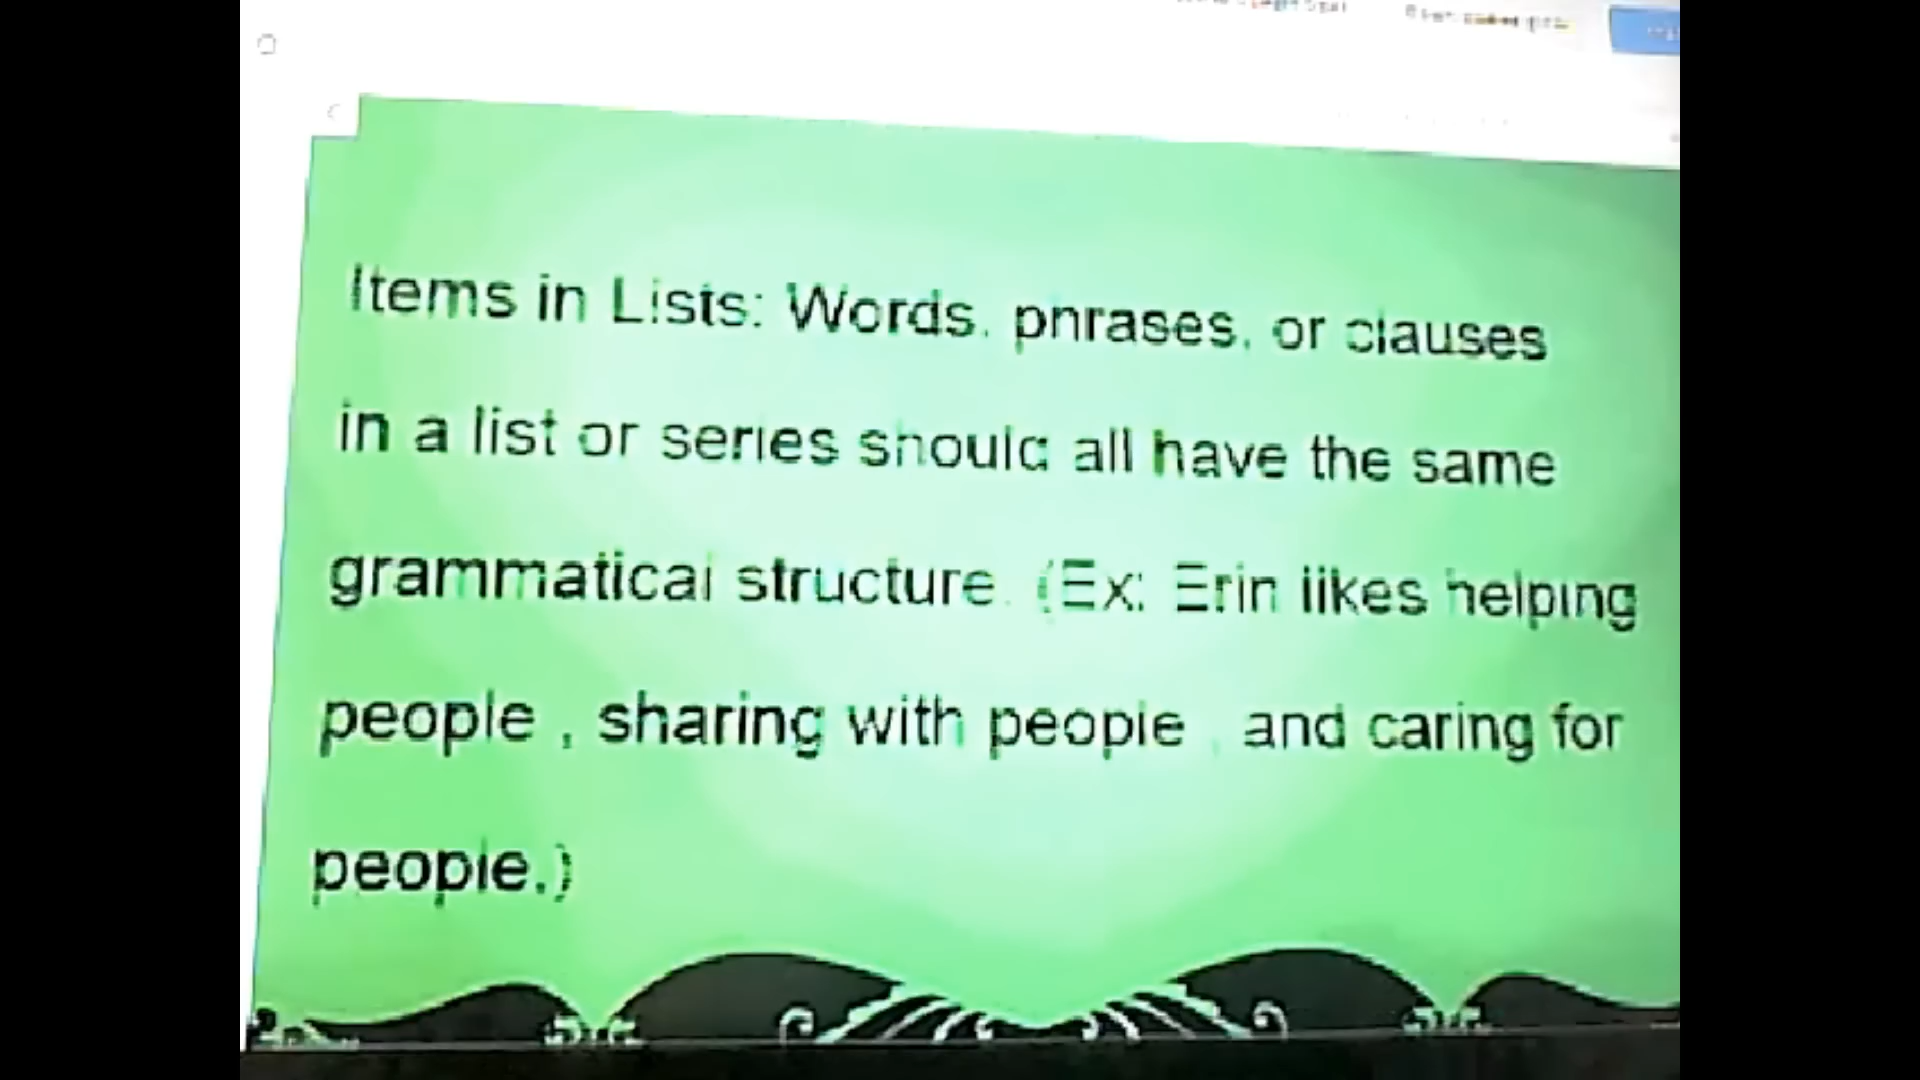 Items in Lists: Words, phrases, or clauses
in a list or series should all have the same
grammatical structure. (Ex: Erin likes helping
people , sharing with people , and caring for
people.)